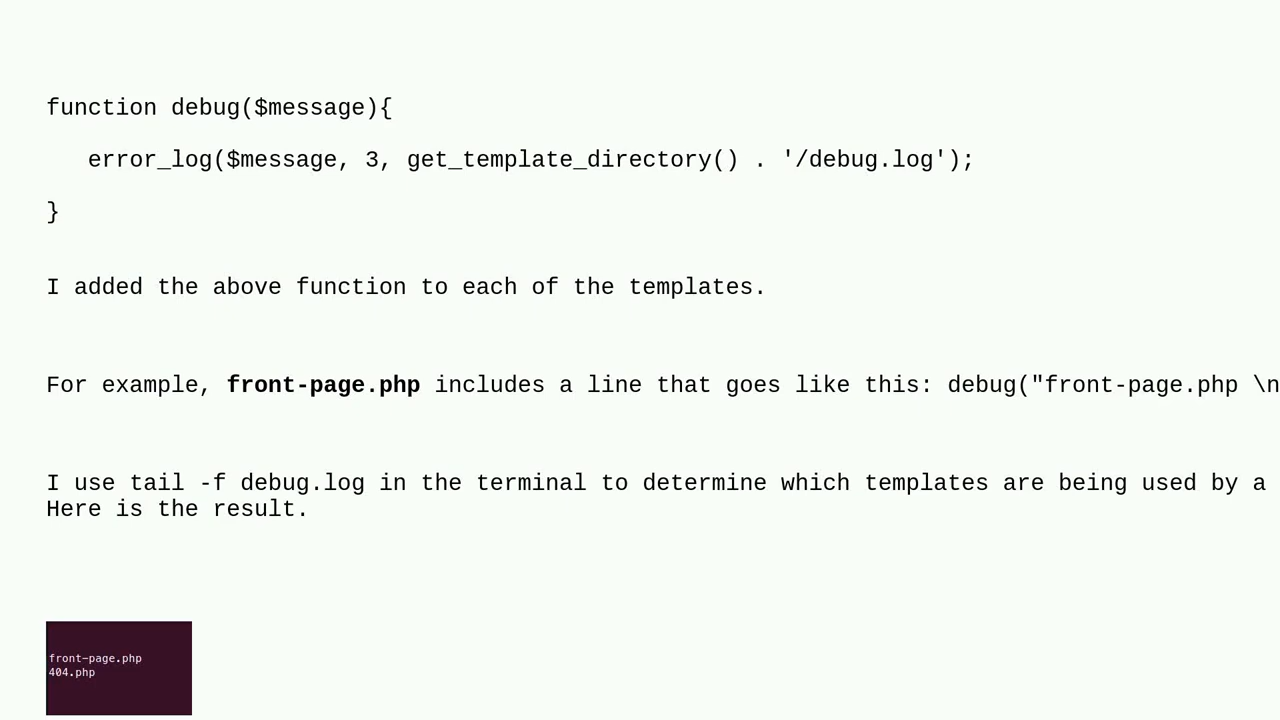 function debug($message){
error_log($message, 3, get_template_directory() . '/debug.log');
}
I added the above function to each of the templates.
For example, front-page.php includes a line that goes like this: debug("front-page.php \n
I use tail -f debug.log in the terminal to determine which templates are being used by a
Here is the result.
front-page.php
404.php